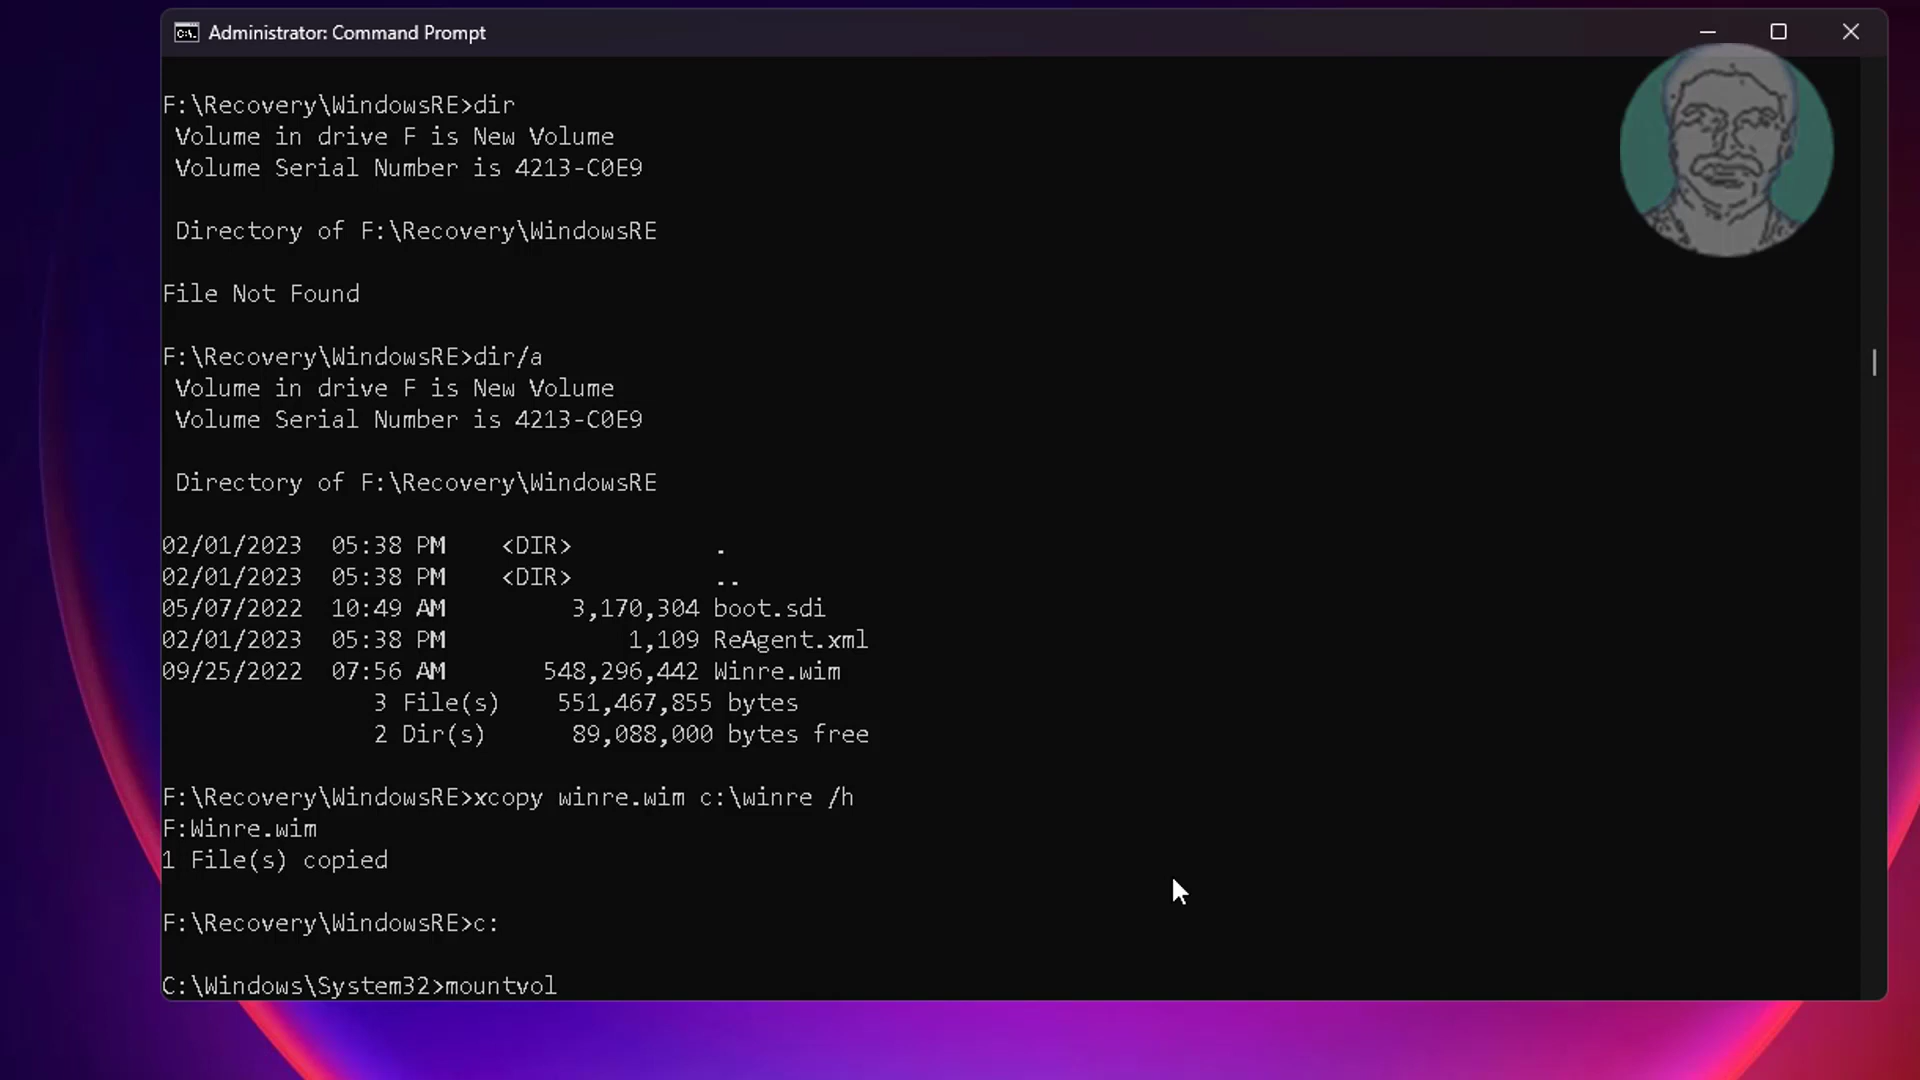 Administrator: Command Prompt
F:\Recovery\WindowsRE>dir
Volume in drive F is New Volume
Volume Serial Number is 4213-C0E9
Directory of F:\Recovery\WindowsRE
File Not Found
F:\Recovery\WindowsRE>dir/a
Volume in drive F is New Volume
Volume Serial Number is 4213-C0E9
Directory of F:\Recovery\WindowsRE
02/01/2023  05:38 PM    <DIR>          .
02/01/2023  05:38 PM    <DIR>          ..
05/07/2022  10:49 AM         3,170,304 boot.sdi
02/01/2023  05:38 PM             1,109 ReAgent.xml
09/25/2022  07:56 AM       548,296,442 Winre.wim
3 File(s)    551,467,855 bytes
2 Dir(s)      89,088,000 bytes free
F:\Recovery\WindowsRE>xcopy winre.wim c:\winre /h
F:Winre.wim
1 File(s) copied
F:\Recovery\WindowsRE>c:
C:\Windows\System32>mountvol